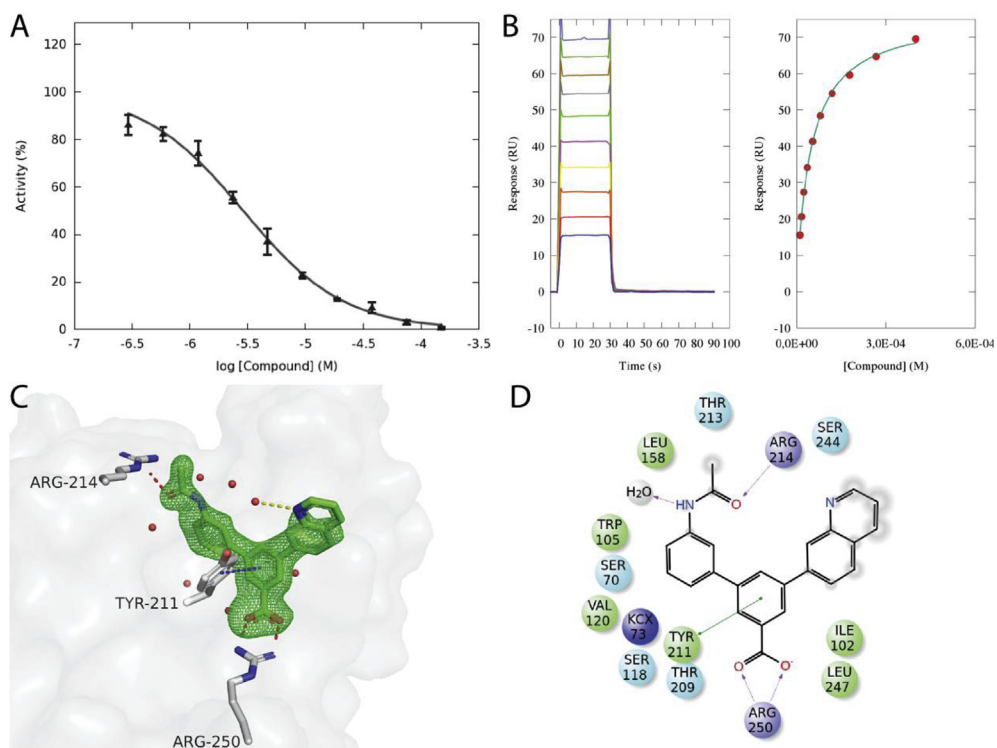 A
120
100
80
60
40
20
0
Activity (%)
-7
-6.5
-6
-5.5
-5
-4.5
-4
-3.5
log [Compound] (M)
B
80
70
60
50
40
30
20
10
0
-10
Response (RU)
0 10 20 30 40 50 60 70 80 90 100
Time (s)
80
70
60
50
40
30
20
10
0
-10
Response (RU)
0,0E+00
3,0E-04
6,0E-04
[Compound] (M)
C
ARG-214
TYR-211
ARG-250
D
THR
213
LEU
158
ARG
214
SER
244
H2O
HN
O
N
TRP
105
SER
70
VAL
120
KCX
73
TYR
211
SER
118
THR
209
ILE
102
LEU
247
O
O-
ARG
250